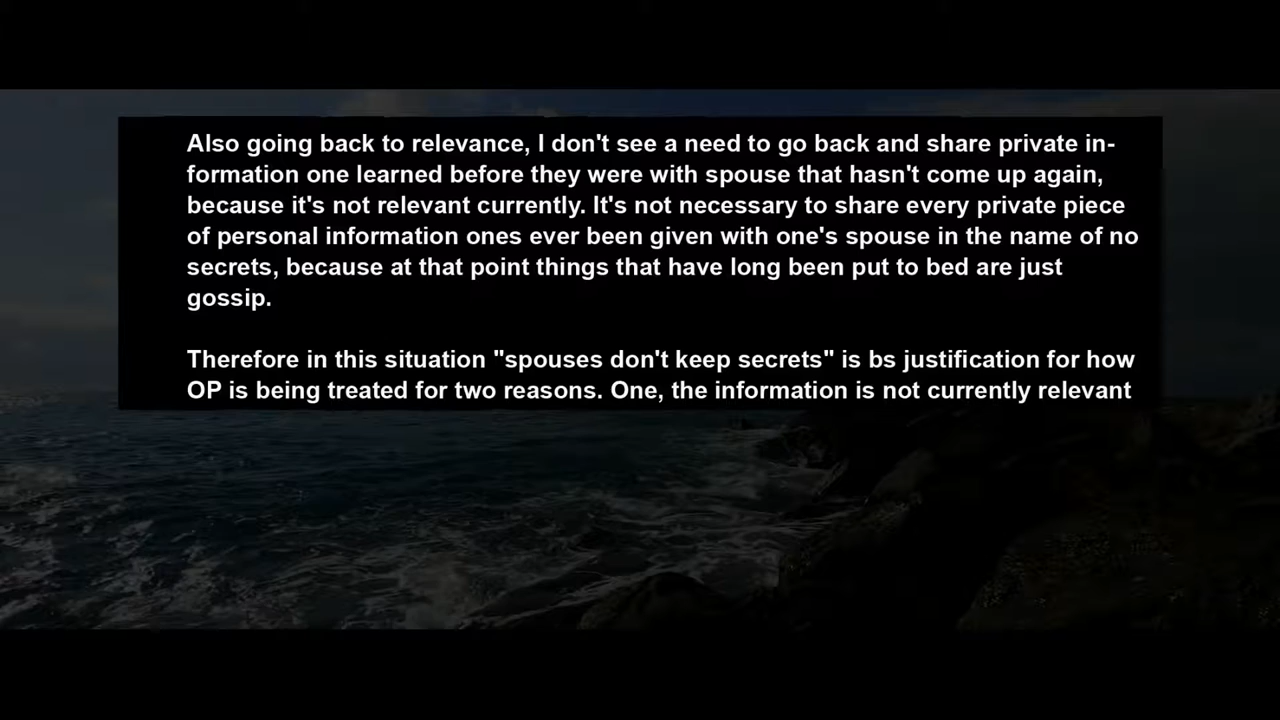 Also going back to relevance, I don't see a need to go back and share private in-
formation one learned before they were with spouse that hasn't come up again,
because it's not relevant currently. It's not necessary to share every private piece
of personal information ones ever been given with one's spouse in the name of no
secrets, because at that point things that have long been put to bed are just
gossip.
Therefore in this situation "spouses don't keep secrets" is bs justification for how
OP is being treated for two reasons. One, the information is not currently relevant